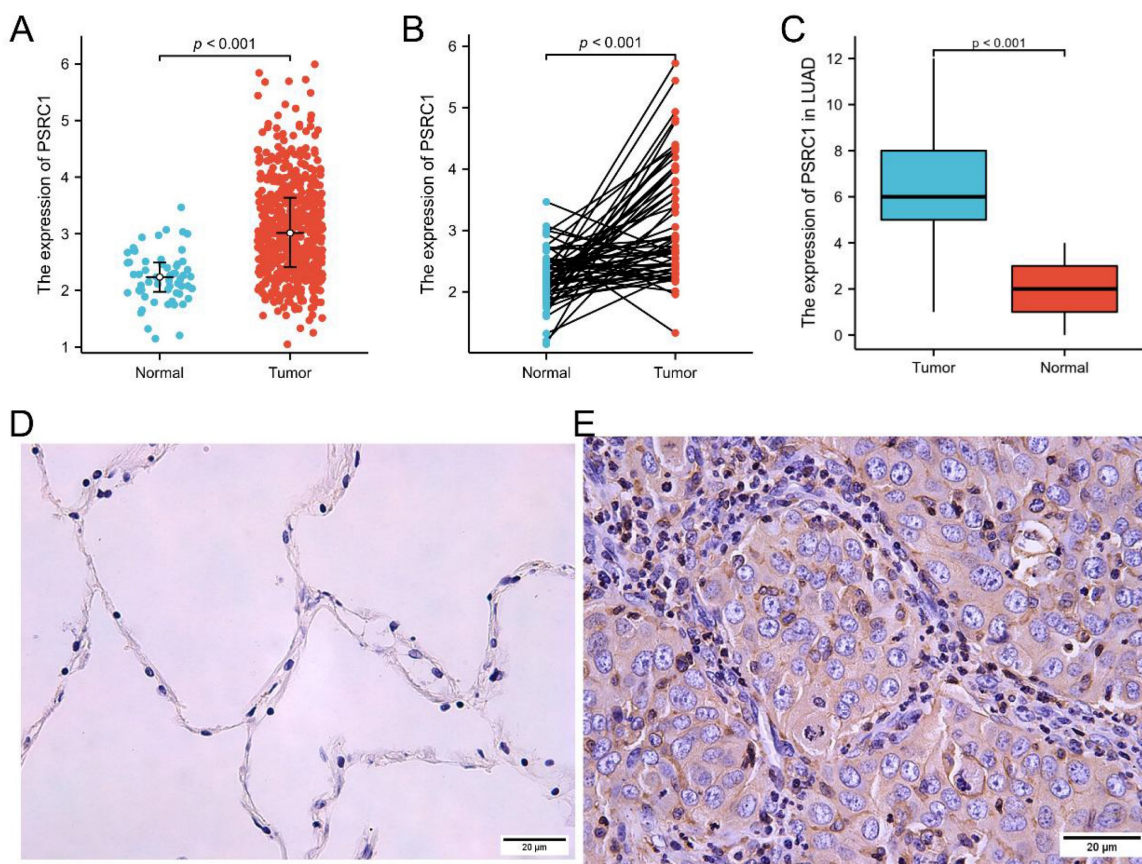 A
The expression of PSRC1
6
5
4
3
2
1
p < 0.001
Normal
Tumor
B
The expression of PSRC1
6
5
4
3
2
p < 0.001
Normal
Tumor
C
The expression of PSRC1 in LUAD
12
10
8
6
4
2
0
p < 0.001
Tumor
Normal
D
20 µm
E
20 µm